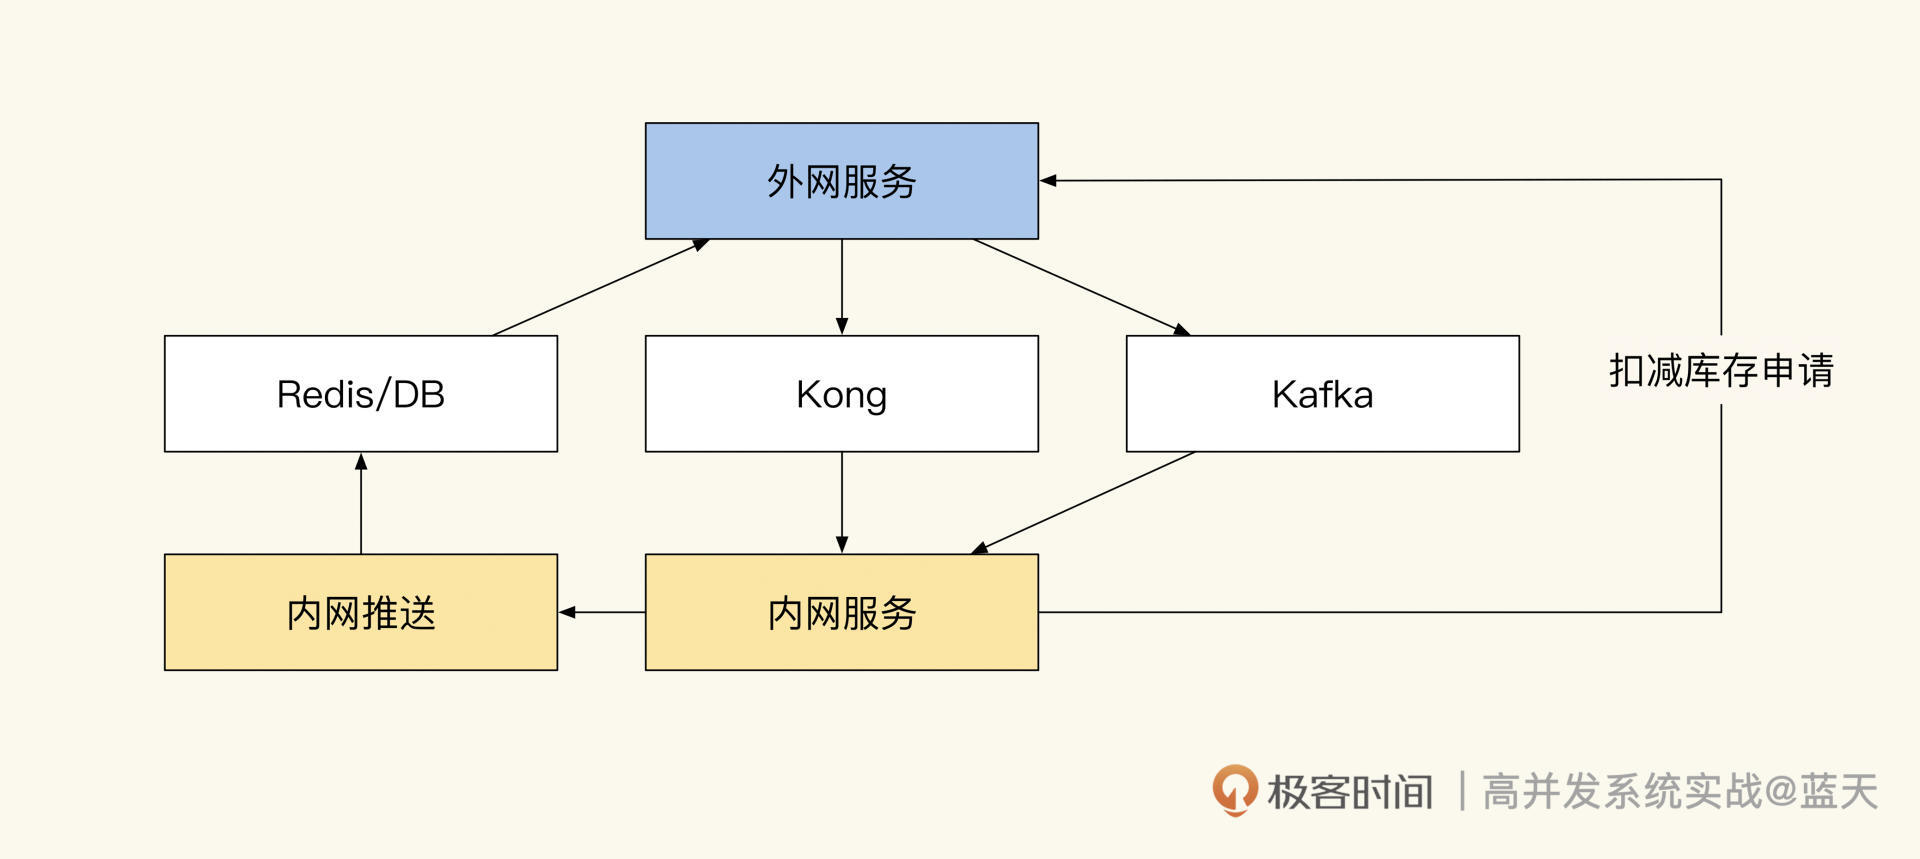 外网服务
Redis/DB
Kong
Kafka
扣减库存申请
内网推送
内网服务
极客时间 | 高并发系统实战@蓝天